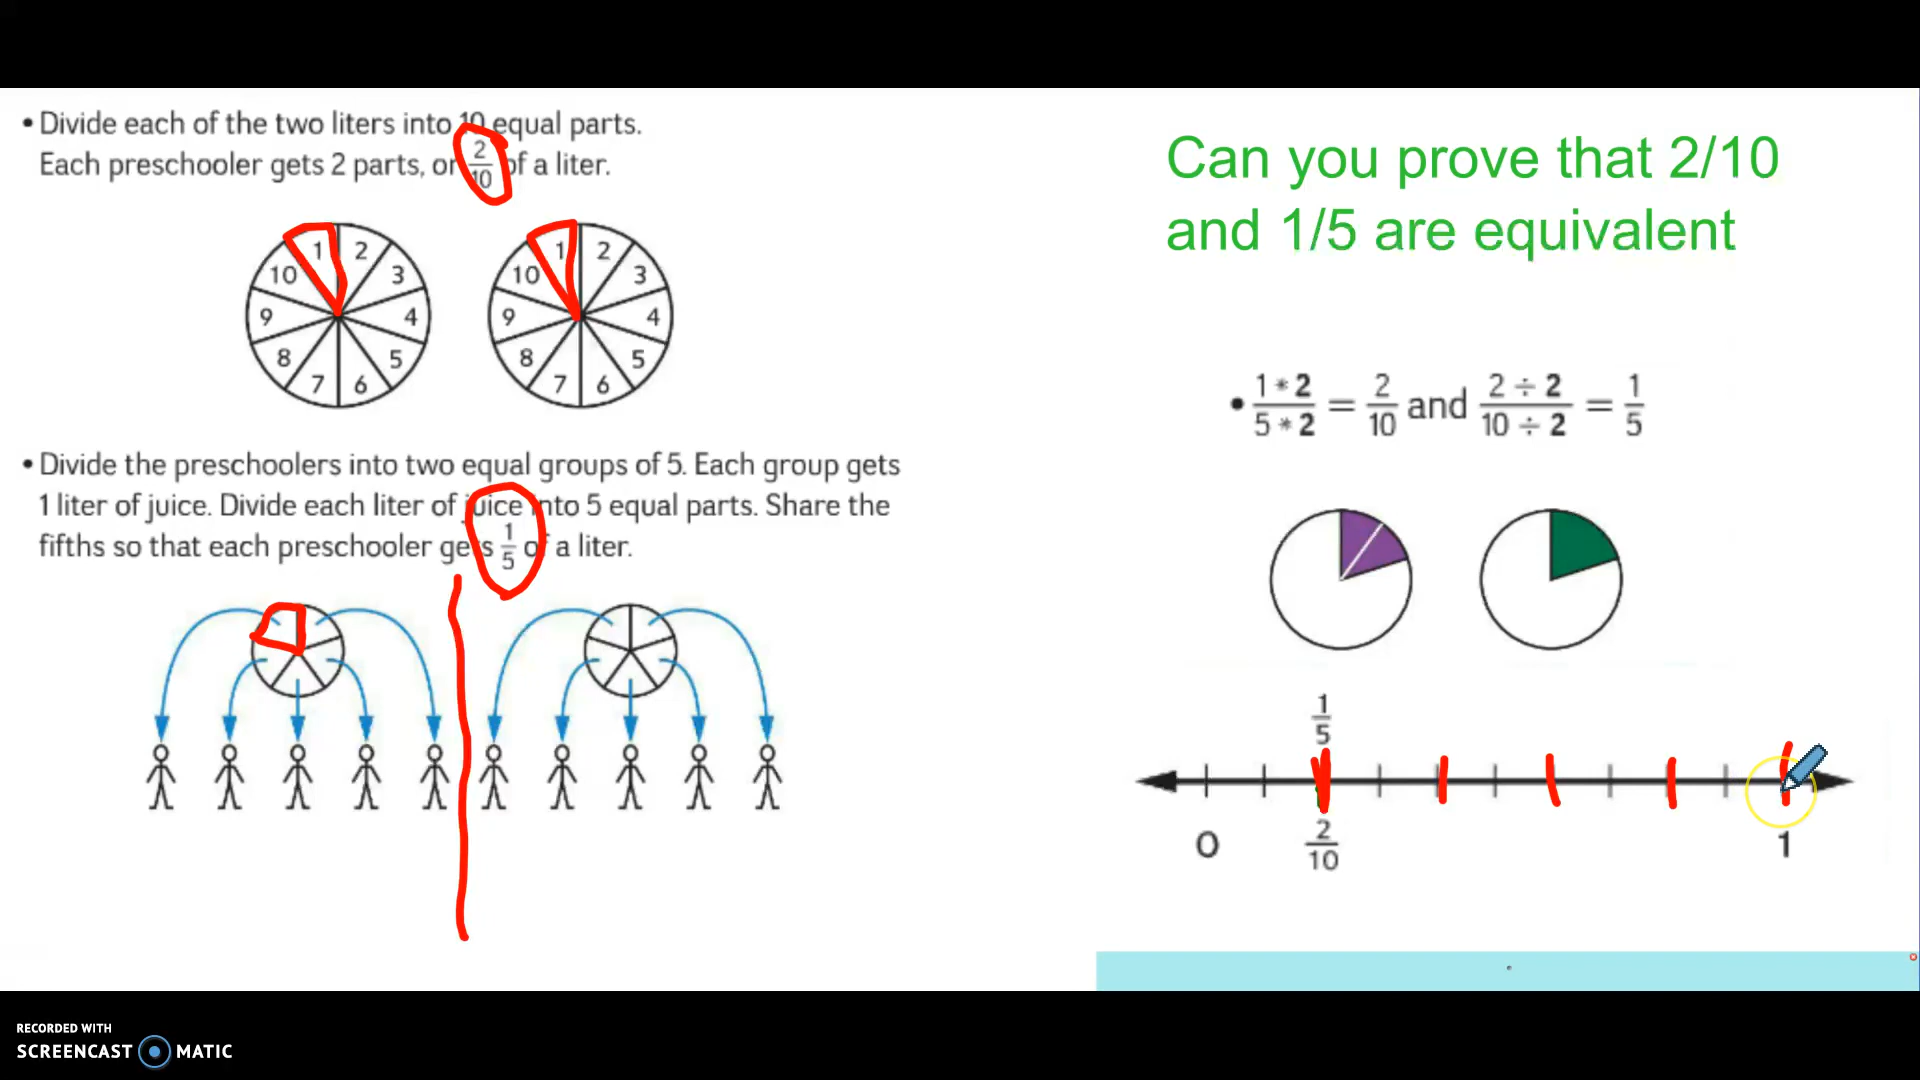 • Divide each of the two liters into 10 equal parts.
Each preschooler gets 2 parts, or 2/10 of a liter.
1 2 3 4 5 6 7 8 9 10
1 2 3 4 5 6 7 8 9 10
• Divide the preschoolers into two equal groups of 5. Each group gets
1 liter of juice. Divide each liter of juice into 5 equal parts. Share the
fifths so that each preschooler gets 1/5 of a liter.
Can you prove that 2/10
and 1/5 are equivalent
• 1 * 2 / 5 * 2 = 2/10 and 2 ÷ 2 / 10 ÷ 2 = 1/5
1/5
0 2/10 1
RECORDED WITH
SCREENCAST MATIC